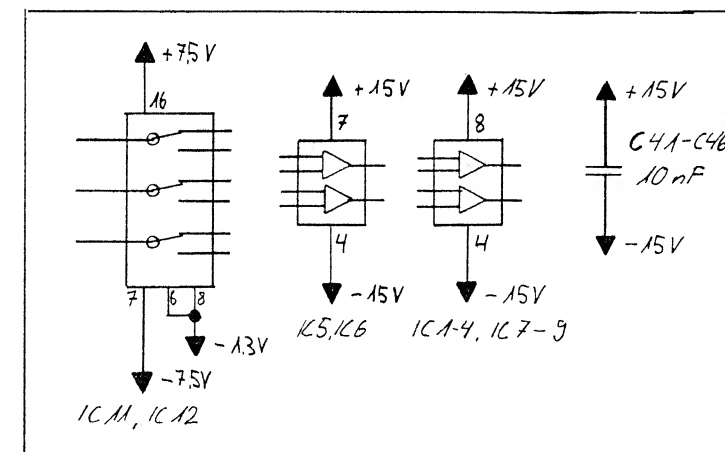 +7,5V
16
7
6
8
-1,3V
-7,5V
IC11, IC12
+15V
7
4
-15V
IC5, IC6
+15V
8
4
-15V
IC1-4, IC7-9
+15V
C41-C46
10nF
-15V